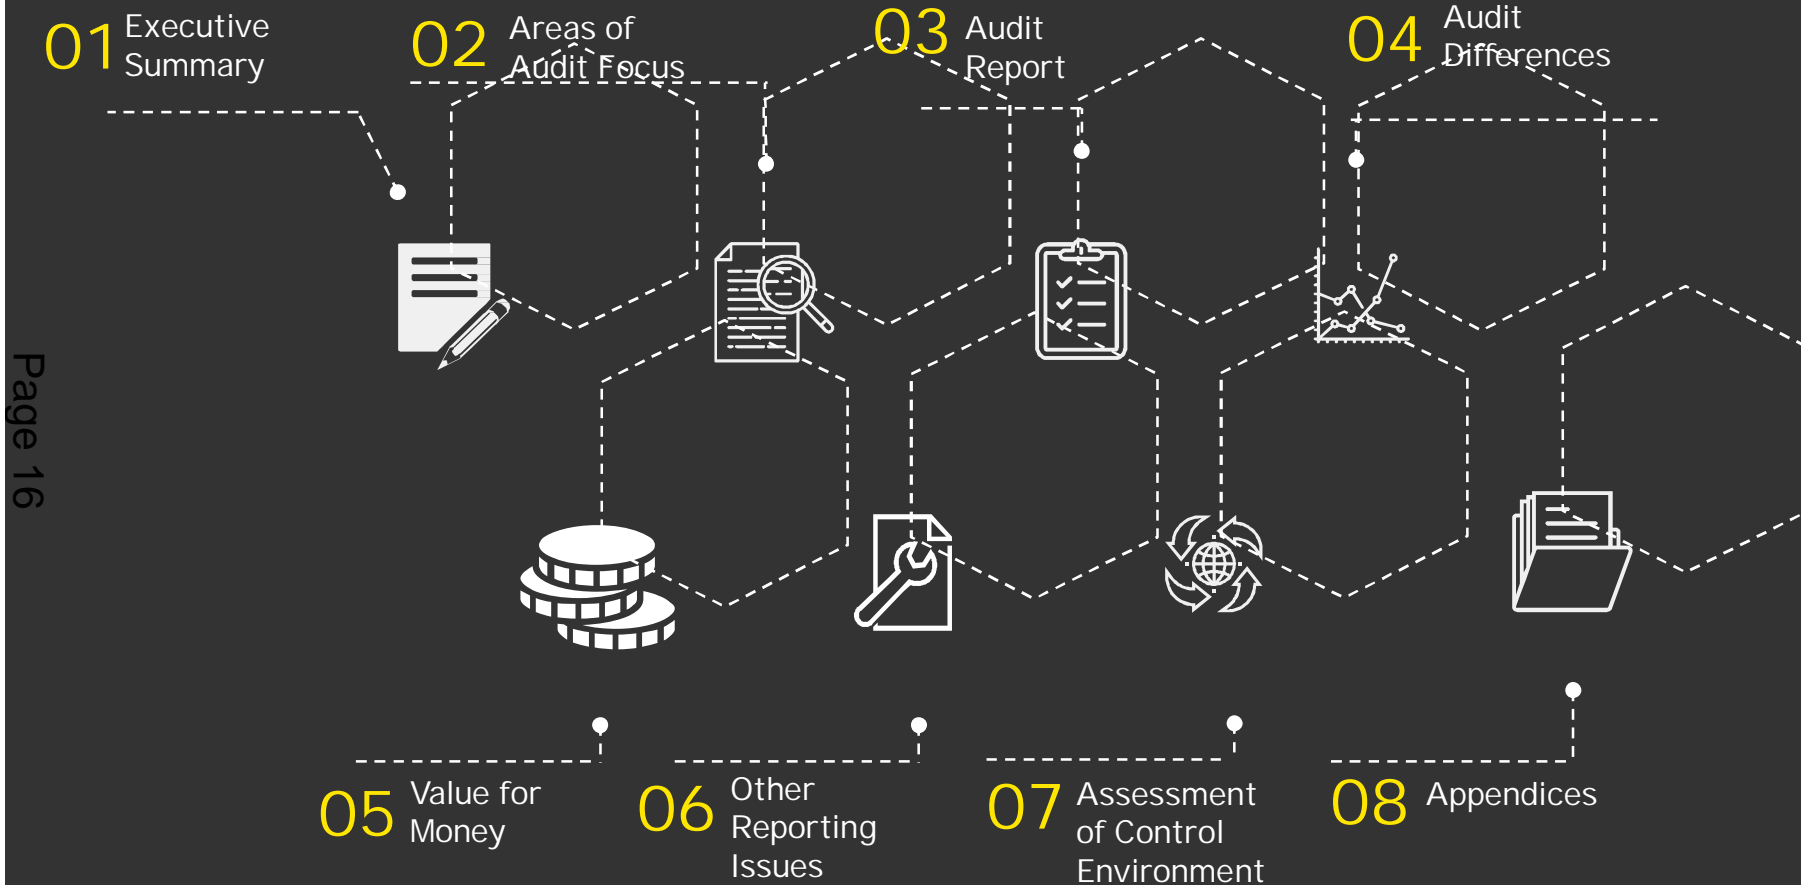 01 Executive
Summary
02 Areas of
Audit Focus
03 Audit
Report
04 Audit
Differences
Page 16
05 Value for
Money
06 Other
Reporting
Issues
07 Assessment
of Control
Environment
08 Appendices